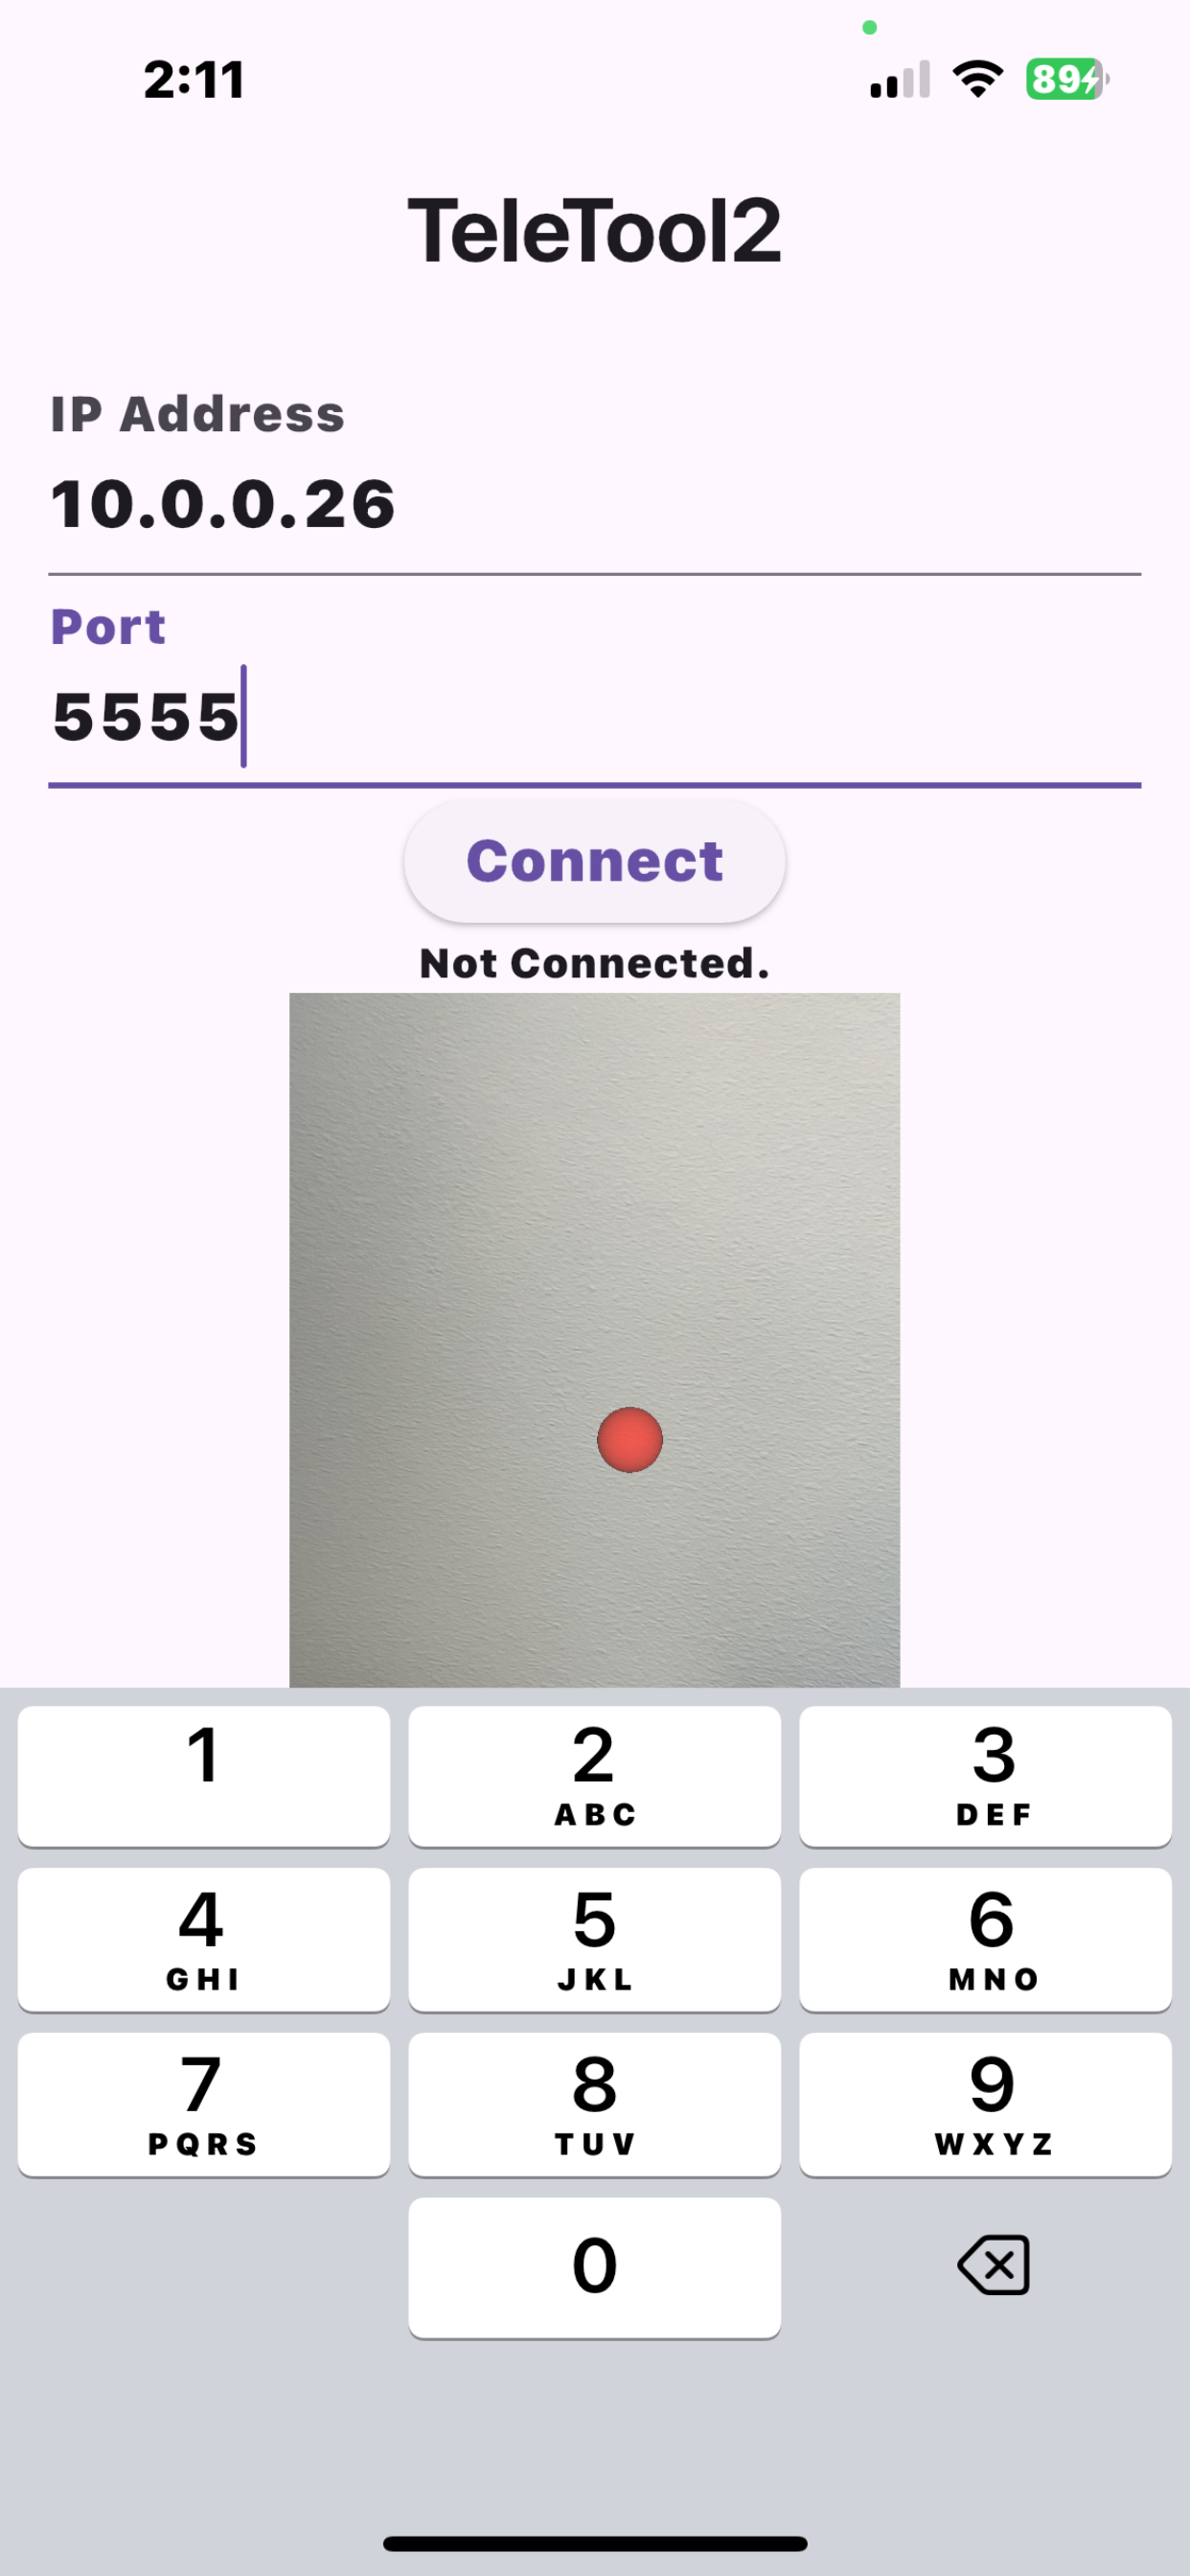 2:11
89
TeleTool2
IP Address
10.0.0.26
Port
5555
Connect
Not Connected.
1 2 3
ABC DEF
4 5 6
GHI JKL MNO
7 8 9
PQRS TUV WXYZ
0